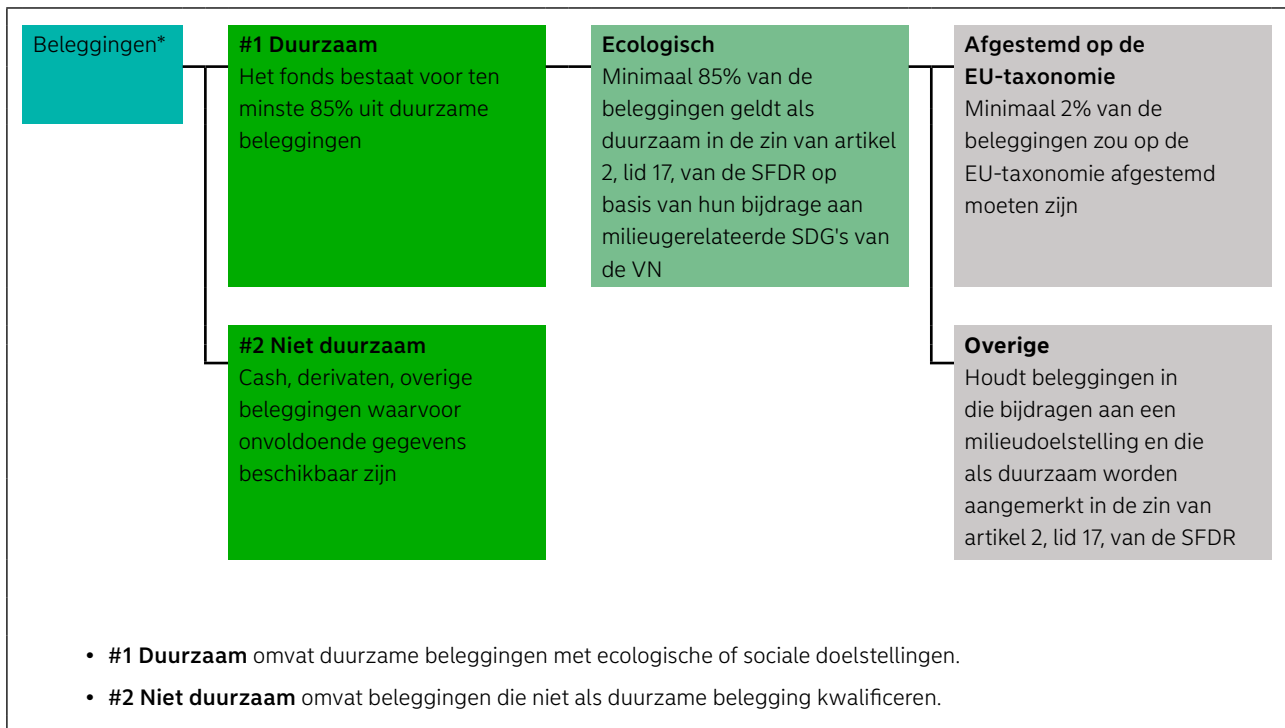 Beleggingen*
#1 Duurzaam
Het fonds bestaat voor ten
minste 85% uit duurzame
beleggingen
Ecologisch
Minimaal 85% van de
beleggingen geldt als
duurzaam in de zin van artikel
2, lid 17, van de SFDR op
basis van hun bijdrage aan
milieugerelateerde SDG's van
de VN
Afgestemd op de
EU-taxonomie
Minimaal 2% van de
beleggingen zou op de
EU-taxonomie afgestemd
moeten zijn
#2 Niet duurzaam
Cash, derivaten, overige
beleggingen waarvoor
onvoldoende gegevens
beschikbaar zijn
Overige
Houdt beleggingen in
die bijdragen aan een
milieudoelstelling en die
als duurzaam worden
aangemerkt in de zin van
artikel 2, lid 17, van de SFDR
• #1 Duurzaam omvat duurzame beleggingen met ecologische of sociale doelstellingen.
• #2 Niet duurzaam omvat beleggingen die niet als duurzame belegging kwalificeren.